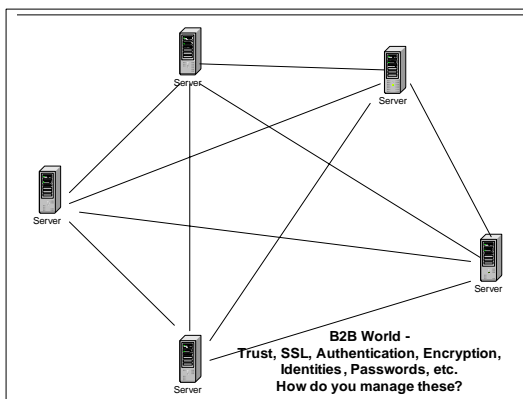 Server
Server
Server
Server
Server
B2B World -
Trust, SSL, Authentication, Encryption,
Identities, Passwords, etc.
How do you manage these?